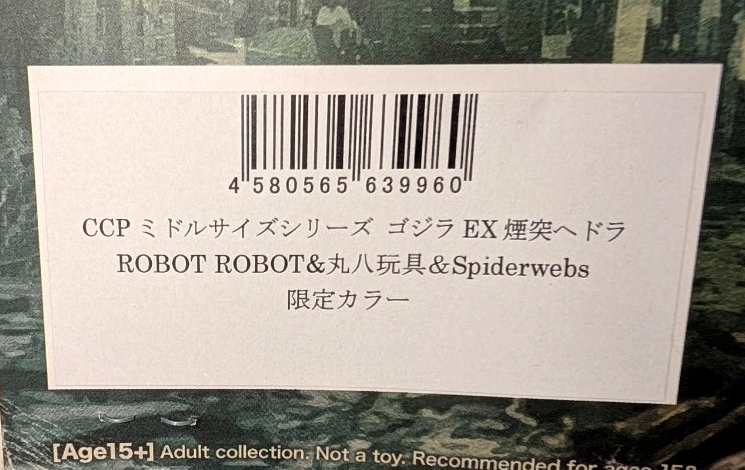 4 580565 639960
CCP ミドルサイズシリーズ ゴジラ EX 煙突ヘドラ
ROBOT ROBOT&丸八玩具&Spiderwebs
限定カラー
[Age15+] Adult collection. Not a toy. Recommended for ages